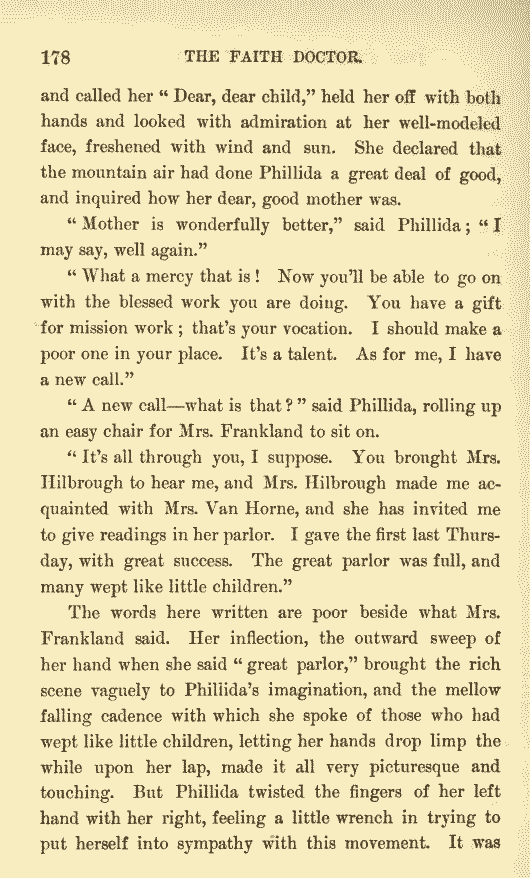 178 THE FAITH DOCTOR.
and called her “ Dear, dear child,” held her off with both
hands and looked with admiration at her well-modeled
face, freshened with wind and sun. She declared that
the mountain air had done Phillida a great deal of good,
and inquired how her dear, good mother was.
“ Mother is wonderfully better,” said Phillida ; “ I
may say, well again.”
“ What a mercy that is ! Now you’ll be able to go on
with the blessed work you are doing. You have a gift
for mission work ; that’s your vocation. I should make a
poor one in your place. It’s a talent. As for me, I have
a new call.”
“ A new call—what is that ? ” said Phillida, rolling up
an easy chair for Mrs. Frankland to sit on.
“ It’s all through you, I suppose. You brought Mrs.
Hilbrough to hear me, and Mrs. Hilbrough made me ac-
quainted with Mrs. Van Horne, and she has invited me
to give readings in her parlor. I gave the first last Thurs-
day, with great success. The great parlor was full, and
many wept like little children.”
The words here written are poor beside what Mrs.
Frankland said. Her inflection, the outward sweep of
her hand when she said “ great parlor,” brought the rich
scene vaguely to Phillida’s imagination, and the mellow
falling cadence with which she spoke of those who had
wept like little children, letting her hands drop limp the
while upon her lap, made it all very picturesque and
touching. But Phillida twisted the fingers of her left
hand with her right, feeling a little wrench in trying to
put herself into sympathy with this movement. It was